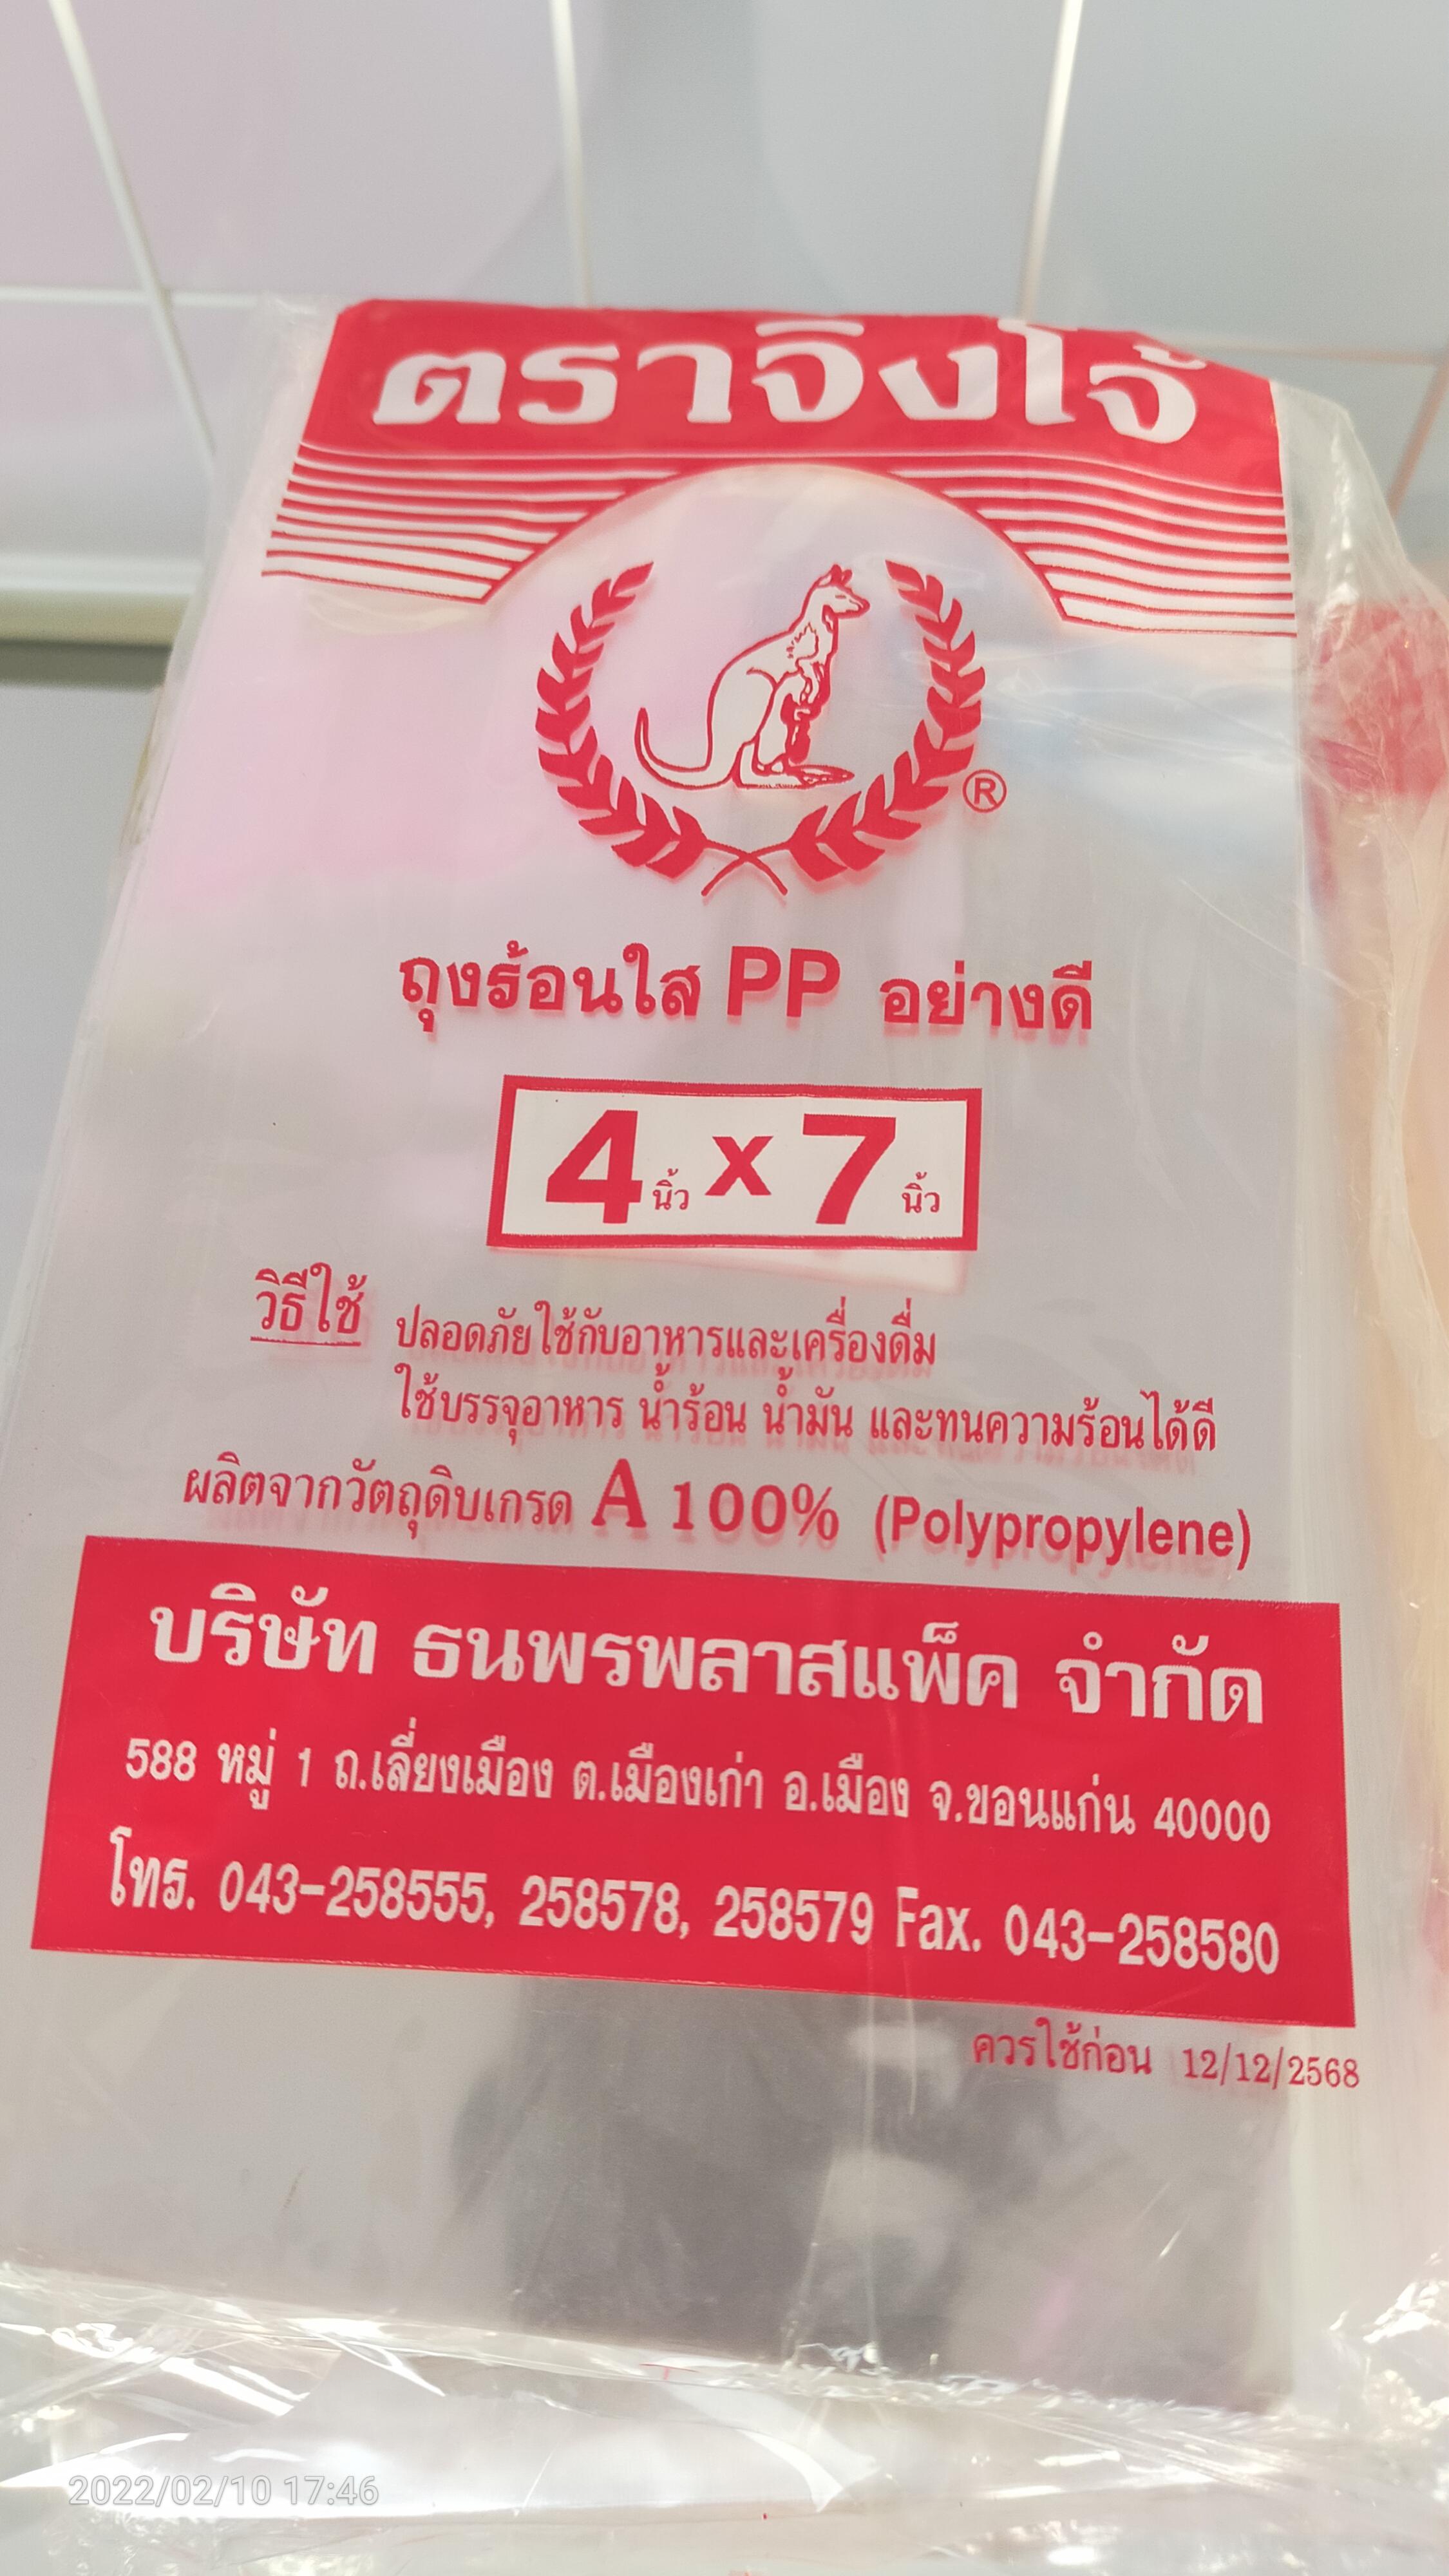 ตราจิงโจ้
®
ถุงร้อนใส PP อย่างดี
4 นิ้ว x 7 นิ้ว
วิธีใช้ ปลอดภัยใช้กับอาหารและเครื่องดื่ม
ใช้บรรจุอาหาร น้ำร้อน น้ำมัน และทนความร้อนได้ดี
ผลิตจากวัตถุดิบเกรด A 100% (Polypropylene)
บริษัท ธนพรพลาสแพ็ค จำกัด
588 หมู่ 1 ถ.เลี่ยงเมือง ต.เมืองเก่า อ.เมือง จ.ขอนแก่น 40000
โทร. 043-258555, 258578, 258579 Fax. 043-258580
ควรใช้ก่อน 12/12/2568
2022/02/10 17:46